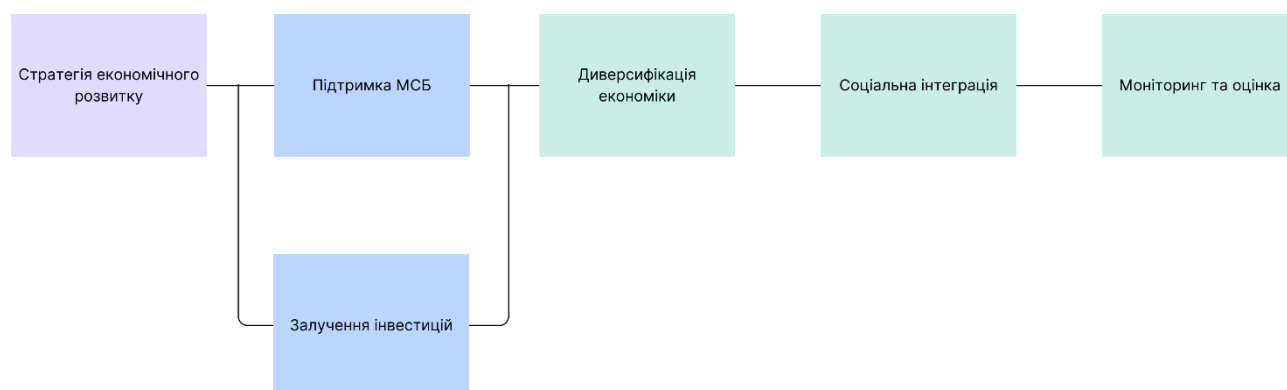 Стратегія економічного
розвитку
Підтримка МСБ
Диверсифікація
економіки
Соціальна інтеграція
Моніторинг та оцінка
Залучення інвестицій